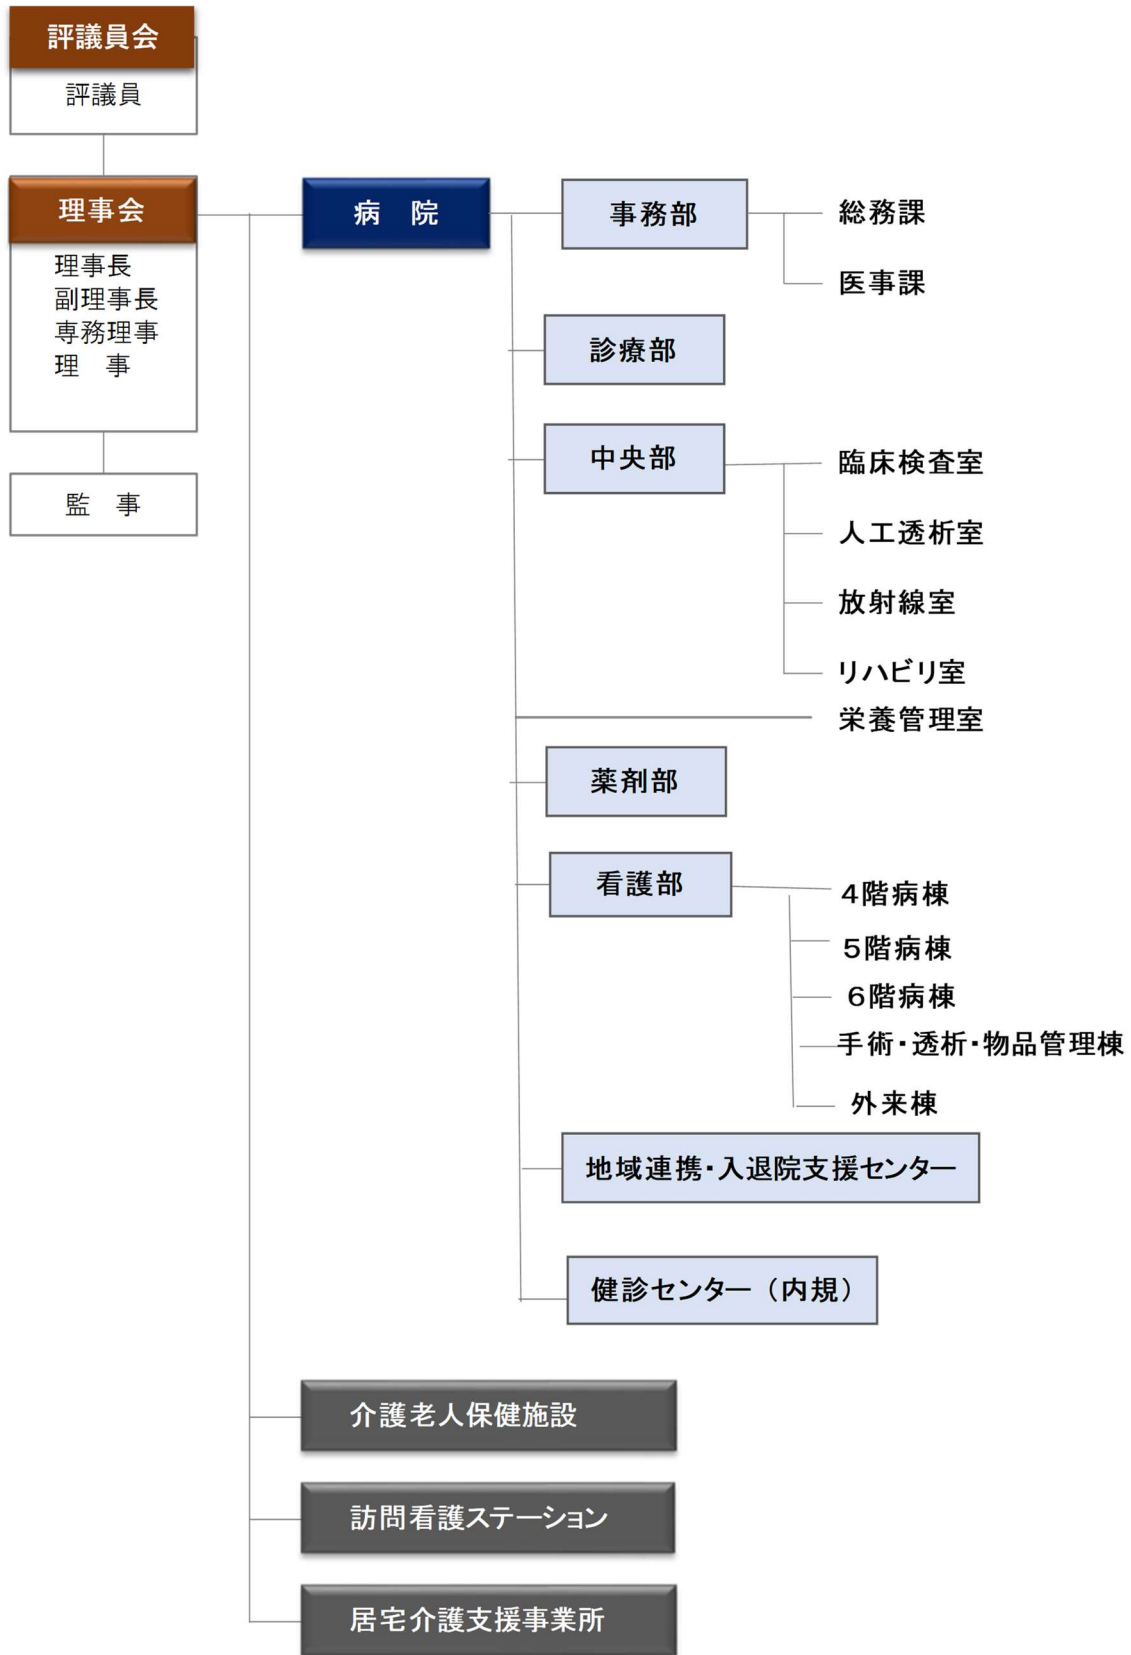 評議員会
評議員
理事会
理事長
副理事長
専務理事
理　事
監　事
病　院
事務部
総務課
医事課
診療部
中央部
臨床検査室
人工透析室
放射線室
リハビリ室
栄養管理室
薬剤部
看護部
４階病棟
５階病棟
６階病棟
手術・透析・物品管理棟
外来棟
地域連携・入退院支援センター
健診センター（内規）
介護老人保健施設
訪問看護ステーション
居宅介護支援事業所